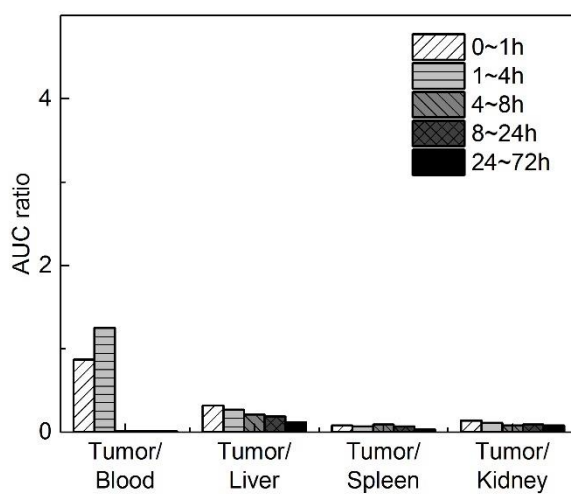 0~1h
1~4h
4~8h
8~24h
24~72h
AUC ratio
4
2
0
Tumor/ Tumor/ Tumor/ Tumor/
Blood Liver Spleen Kidney